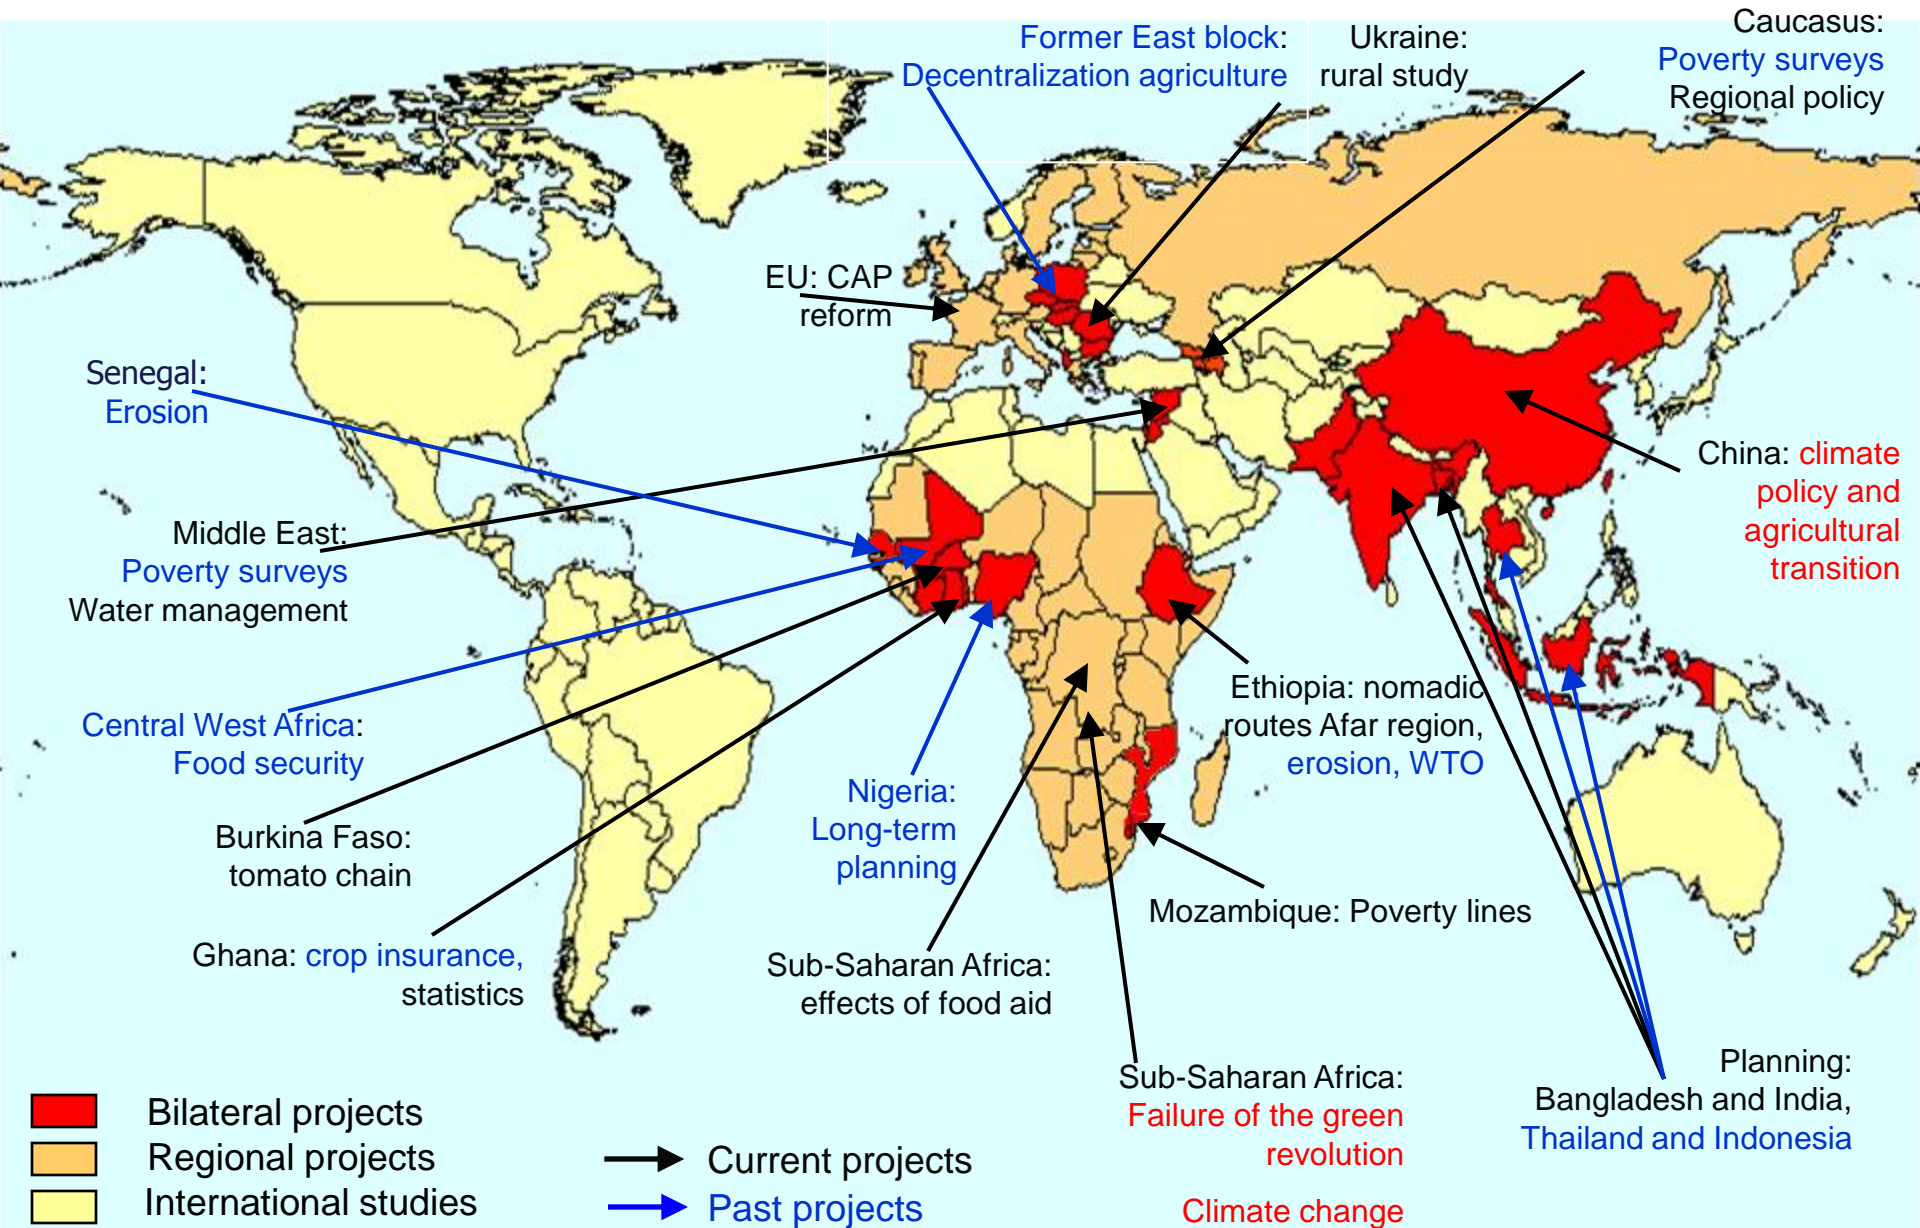 Former East block:
Decentralization agriculture
Ukraine:
rural study
Caucasus:
Poverty surveys
Regional policy
EU: CAP
reform
Senegal:
Erosion
Middle East:
Poverty surveys
Water management
China: climate
policy and
agricultural
transition
Central West Africa:
Food security
Burkina Faso:
tomato chain
Ghana: crop insurance,
statistics
Nigeria:
Long-term
planning
Ethiopia: nomadic
routes Afar region,
erosion, WTO
Mozambique: Poverty lines
Sub-Saharan Africa:
effects of food aid
Sub-Saharan Africa:
Failure of the green
revolution
Climate change
Planning:
Bangladesh and India,
Thailand and Indonesia
Bilateral projects
Regional projects
International studies
Current projects
Past projects